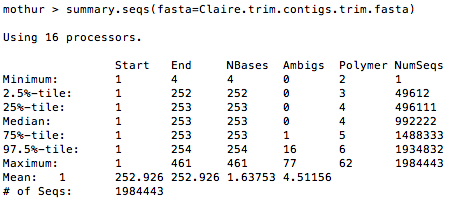 mothur > summary.seqs(fasta=Claire.trim.contigs.trim.fasta)
Using 16 processors.
Start End NBases Ambigs Polymer NumSeqs
Minimum: 1 4 4 0 2 1
2.5%-tile: 1 252 252 0 3 49612
25%-tile: 1 253 253 0 4 496111
Median: 1 253 253 0 4 992222
75%-tile: 1 253 253 1 5 1488333
97.5%-tile: 1 254 254 16 6 1934832
Maximum: 1 461 461 77 62 1984443
Mean: 1 252.926 252.926 1.63753 4.51156
# of Seqs: 1984443